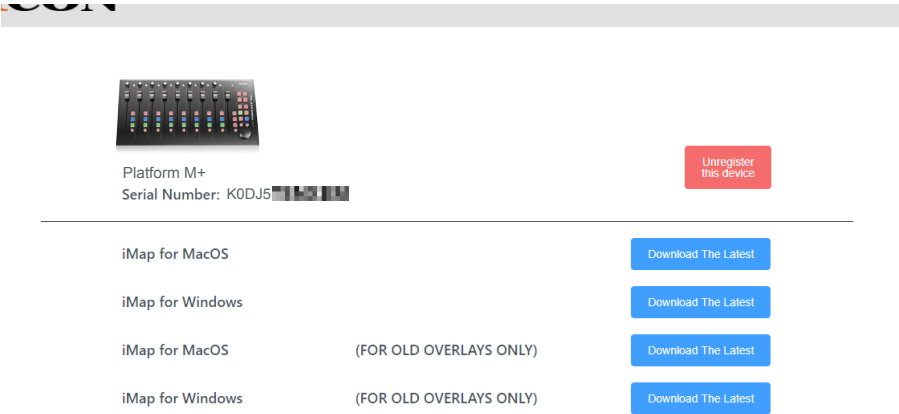 Platform M+
Serial Number: K0DJ5
Unregister
this device
iMap for MacOS Download The Latest
iMap for Windows Download The Latest
iMap for MacOS (FOR OLD OVERLAYS ONLY) Download The Latest
iMap for Windows (FOR OLD OVERLAYS ONLY) Download The Latest